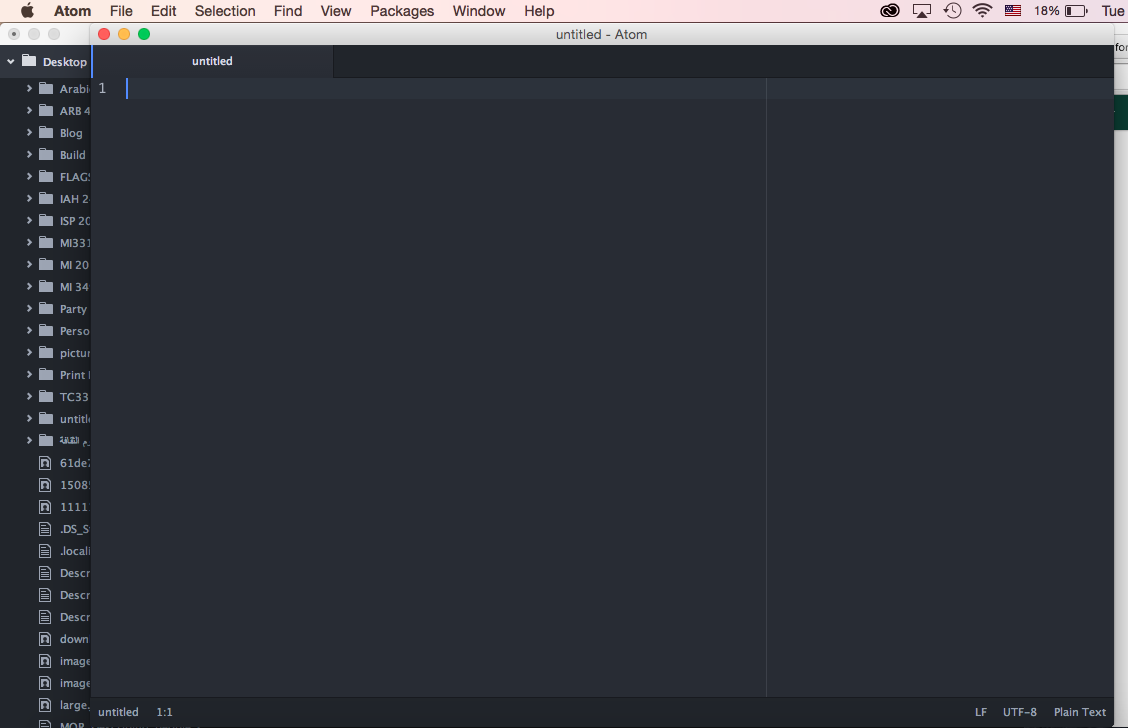 Atom File Edit Selection Find View Packages Window Help 18% Tue
untitled - Atom
for
Desktop
untitled
1
Arabi
ARB 4
Blog
Build
FLAGS
IAH 2
ISP 20
MI331
MI 20
MI 34
Party
Perso
pictur
Print
TC33
untitle
61de7
15085
1111
.DS_S
.locali
Descr
Descr
Descr
down
image
image
large.
MOR
untitled 1:1 LF UTF-8 Plain Text